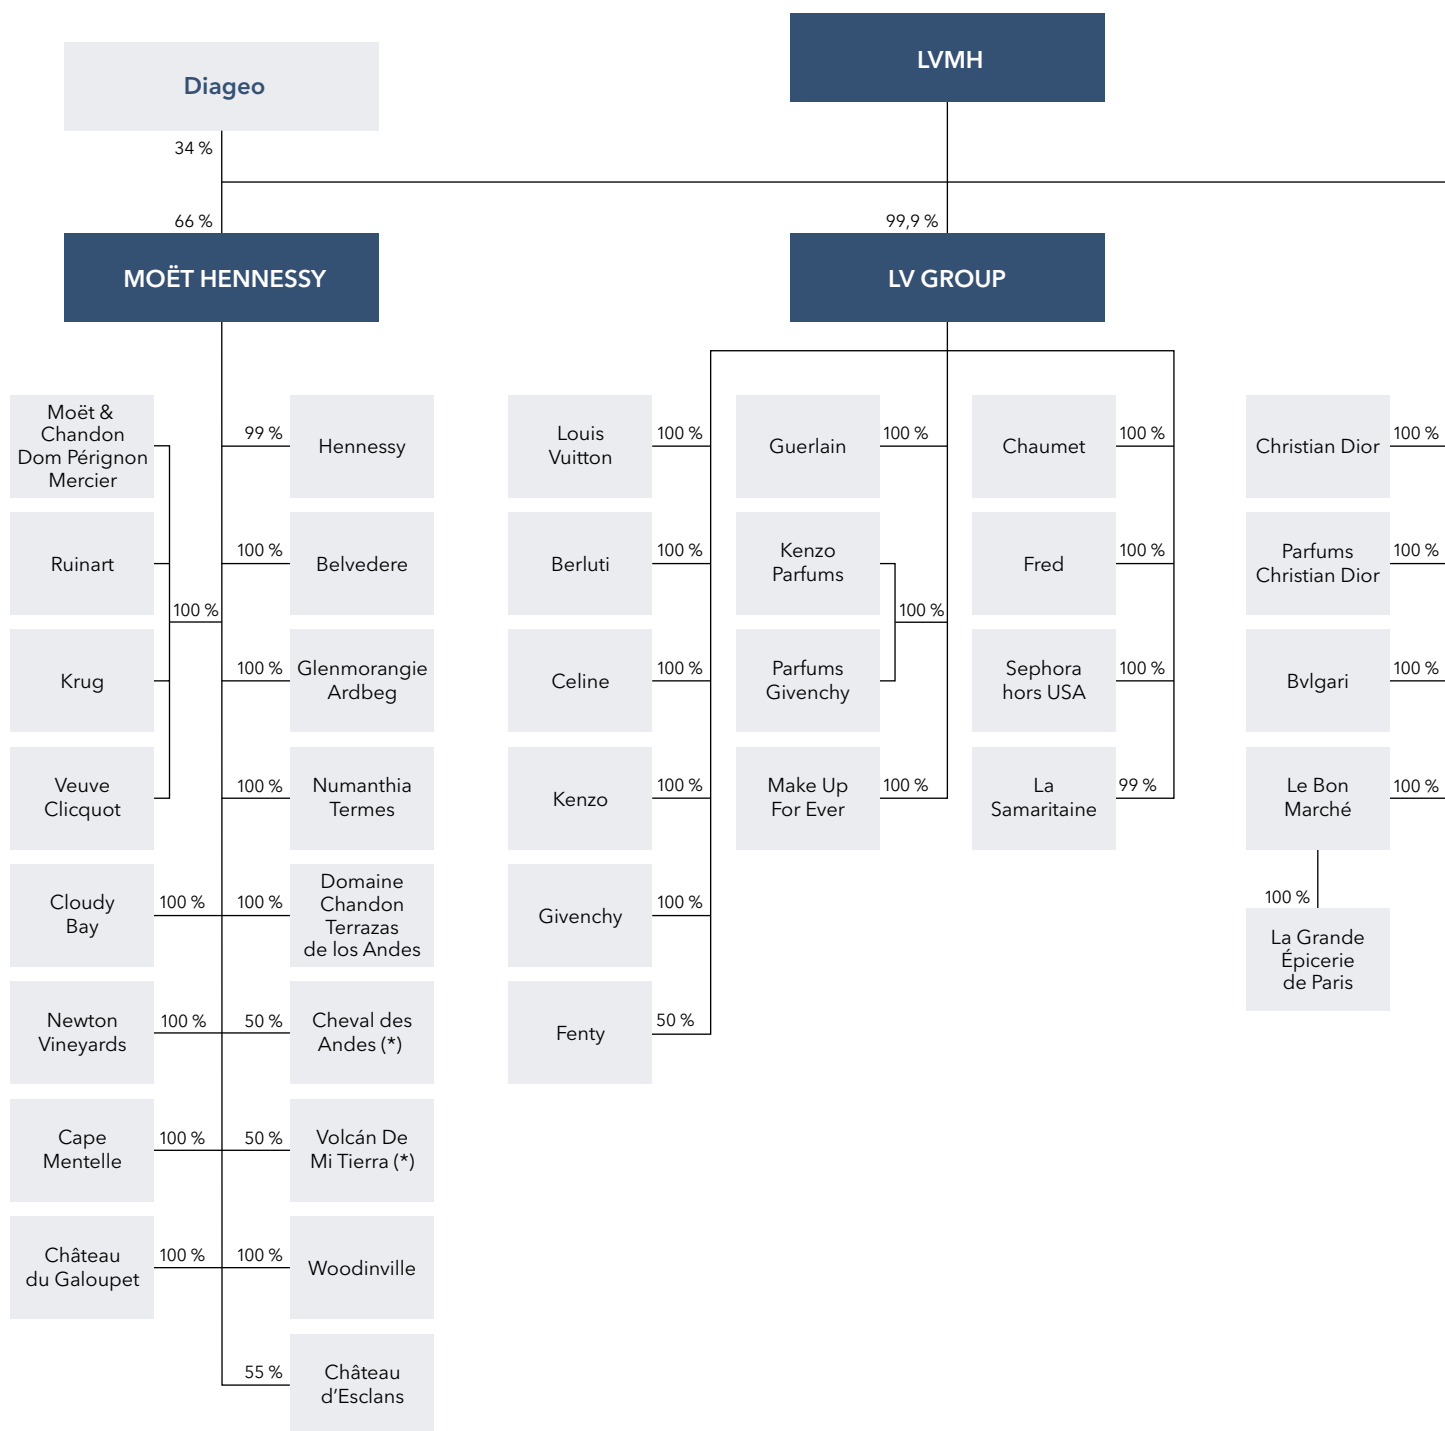 LVMH
Diageo
34 %
66 %
99,9 %
MOËT HENNESSY
LV GROUP
Moët &
Chandon
Dom Pérignon
Mercier
99 %
Hennessy
Ruinart
100 %
Belvedere
100 %
Krug
100 %
Glenmorangie
Ardbeg
Veuve
Clicquot
100 %
Numanthia
Termes
Cloudy
Bay
100 %
100 %
Domaine
Chandon
Terrazas
de los Andes
Newton
Vineyards
100 %
50 %
Cheval des
Andes (*)
Cape
Mentelle
100 %
50 %
Volcán De
Mi Tierra (*)
Château
du Galoupet
100 %
100 %
Woodinville
55 %
Château
d’Esclans
Louis
Vuitton
100 %
Berluti
100 %
Celine
100 %
Kenzo
100 %
Givenchy
100 %
Fenty
50 %
Guerlain
100 %
Kenzo
Parfums
100 %
Parfums
Givenchy
Make Up
For Ever
100 %
Chaumet
100 %
Fred
100 %
Sephora
hors USA
100 %
La
Samaritaine
99 %
Christian Dior
100 %
Parfums
Christian Dior
100 %
Bvlgari
100 %
Le Bon
Marché
100 %
100 %
La Grande
Épicerie
de Paris